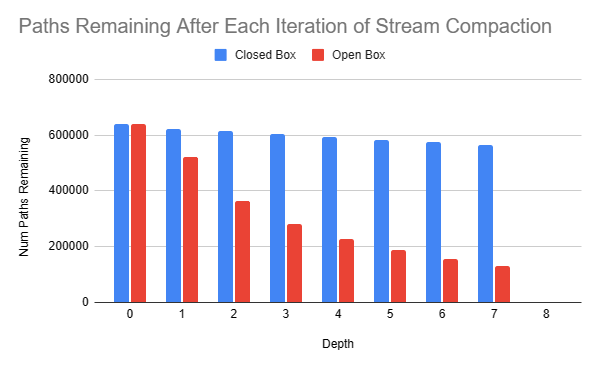 Paths Remaining After Each Iteration of Stream Compaction
Closed Box Open Box
800000
600000
400000
200000
0
Num Paths Remaining
0 1 2 3 4 5 6 7 8
Depth